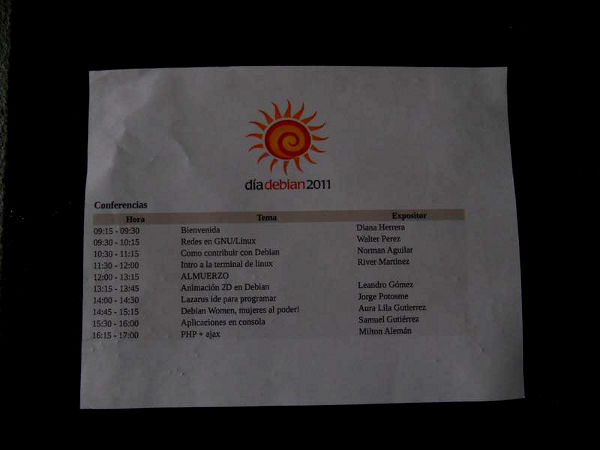 día debian 2011
Conferencias
Hora Tema Expositor
09:15 - 09:30 Bienvenida Diana Herrera
09:30 - 10:15 Redes en GNU/Linux Walter Perez
10:30 - 11:15 Como contribuir con Debian Norman Aguilar
11:30 - 12:00 Intro a la terminal de linux River Martinez
12:00 - 13:15 ALMUERZO
13:15 - 13:45 Animación 2D en Debian Leandro Gómez
14:00 - 14:30 Lazarus ide para programar Jorge Potosme
14:45 - 15:15 Debian Women, mujeres al poder! Aura Lila Gutierrez
15:30 - 16:00 Aplicaciones en consola Samuel Gutiérrez
16:15 - 17:00 PHP + ajax Milton Alemán